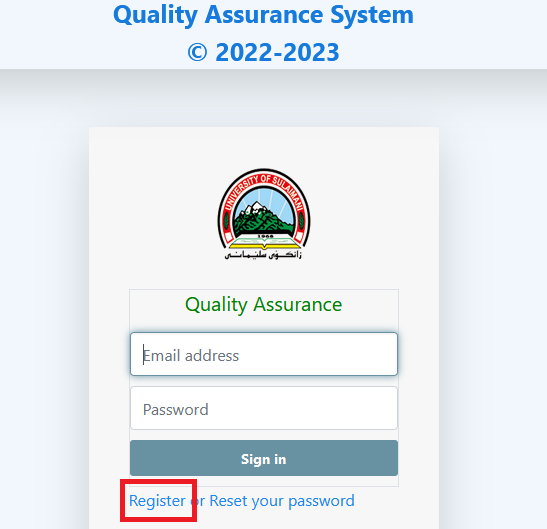 Quality Assurance System
© 2022-2023
UNIVERSITY OF SULAIMANI
1968
زانکۆی سلێمانی
Quality Assurance
Email address
Password
Sign in
Register or Reset your password